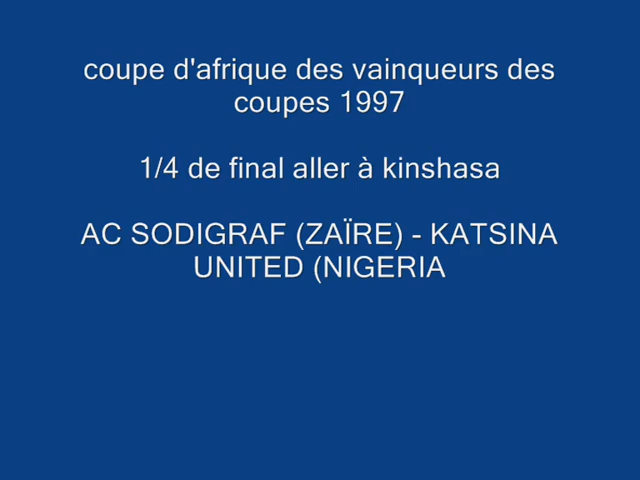 coupe d'afrique des vainqueurs des
coupes 1997
1/4 de final aller à kinshasa
AC SODIGRAF (ZAÏRE) - KATSINA
UNITED (NIGERIA